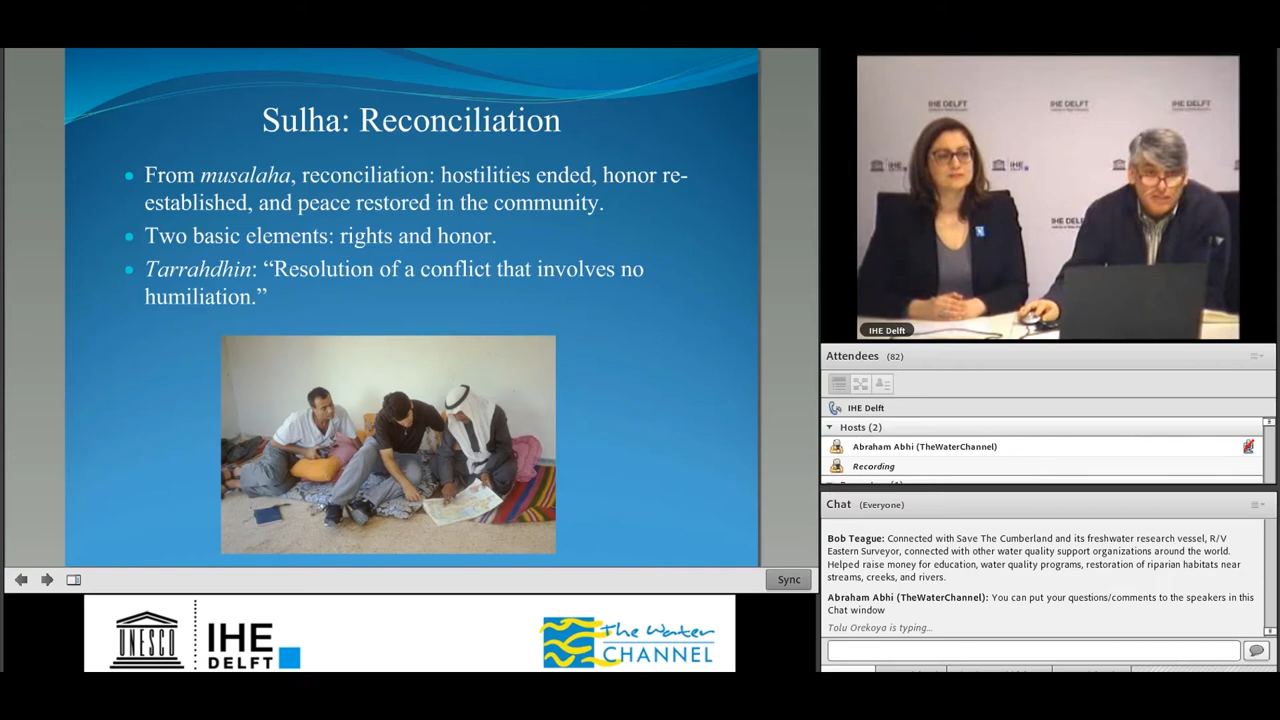 Sulha: Reconciliation
• From musalaha, reconciliation: hostilities ended, honor re-
established, and peace restored in the community.
• Two basic elements: rights and honor.
• Tarrahdhin: “Resolution of a conflict that involves no
humiliation.”
Sync
UNESCO
IHE
DELFT
The Water
CHANNEL
IHE DELFT
IHE DELFT
IHE DELFT
IHE
IHE DELFT
IHE Delft
Attendees (82)
IHE Delft
Hosts (2)
Abraham Abhi (TheWaterChannel)
Recording
Chat (Everyone)
Bob Teague: Connected with Save The Cumberland and its freshwater research vessel, R/V
Eastern Surveyor, connected with other water quality support organizations around the world.
Helped raise money for education, water quality programs, restoration of riparian habitats near
streams, creeks, and rivers.
Abraham Abhi (TheWaterChannel): You can put your questions/comments to the speakers in this
Chat window
Tolu Orekoya is typing...